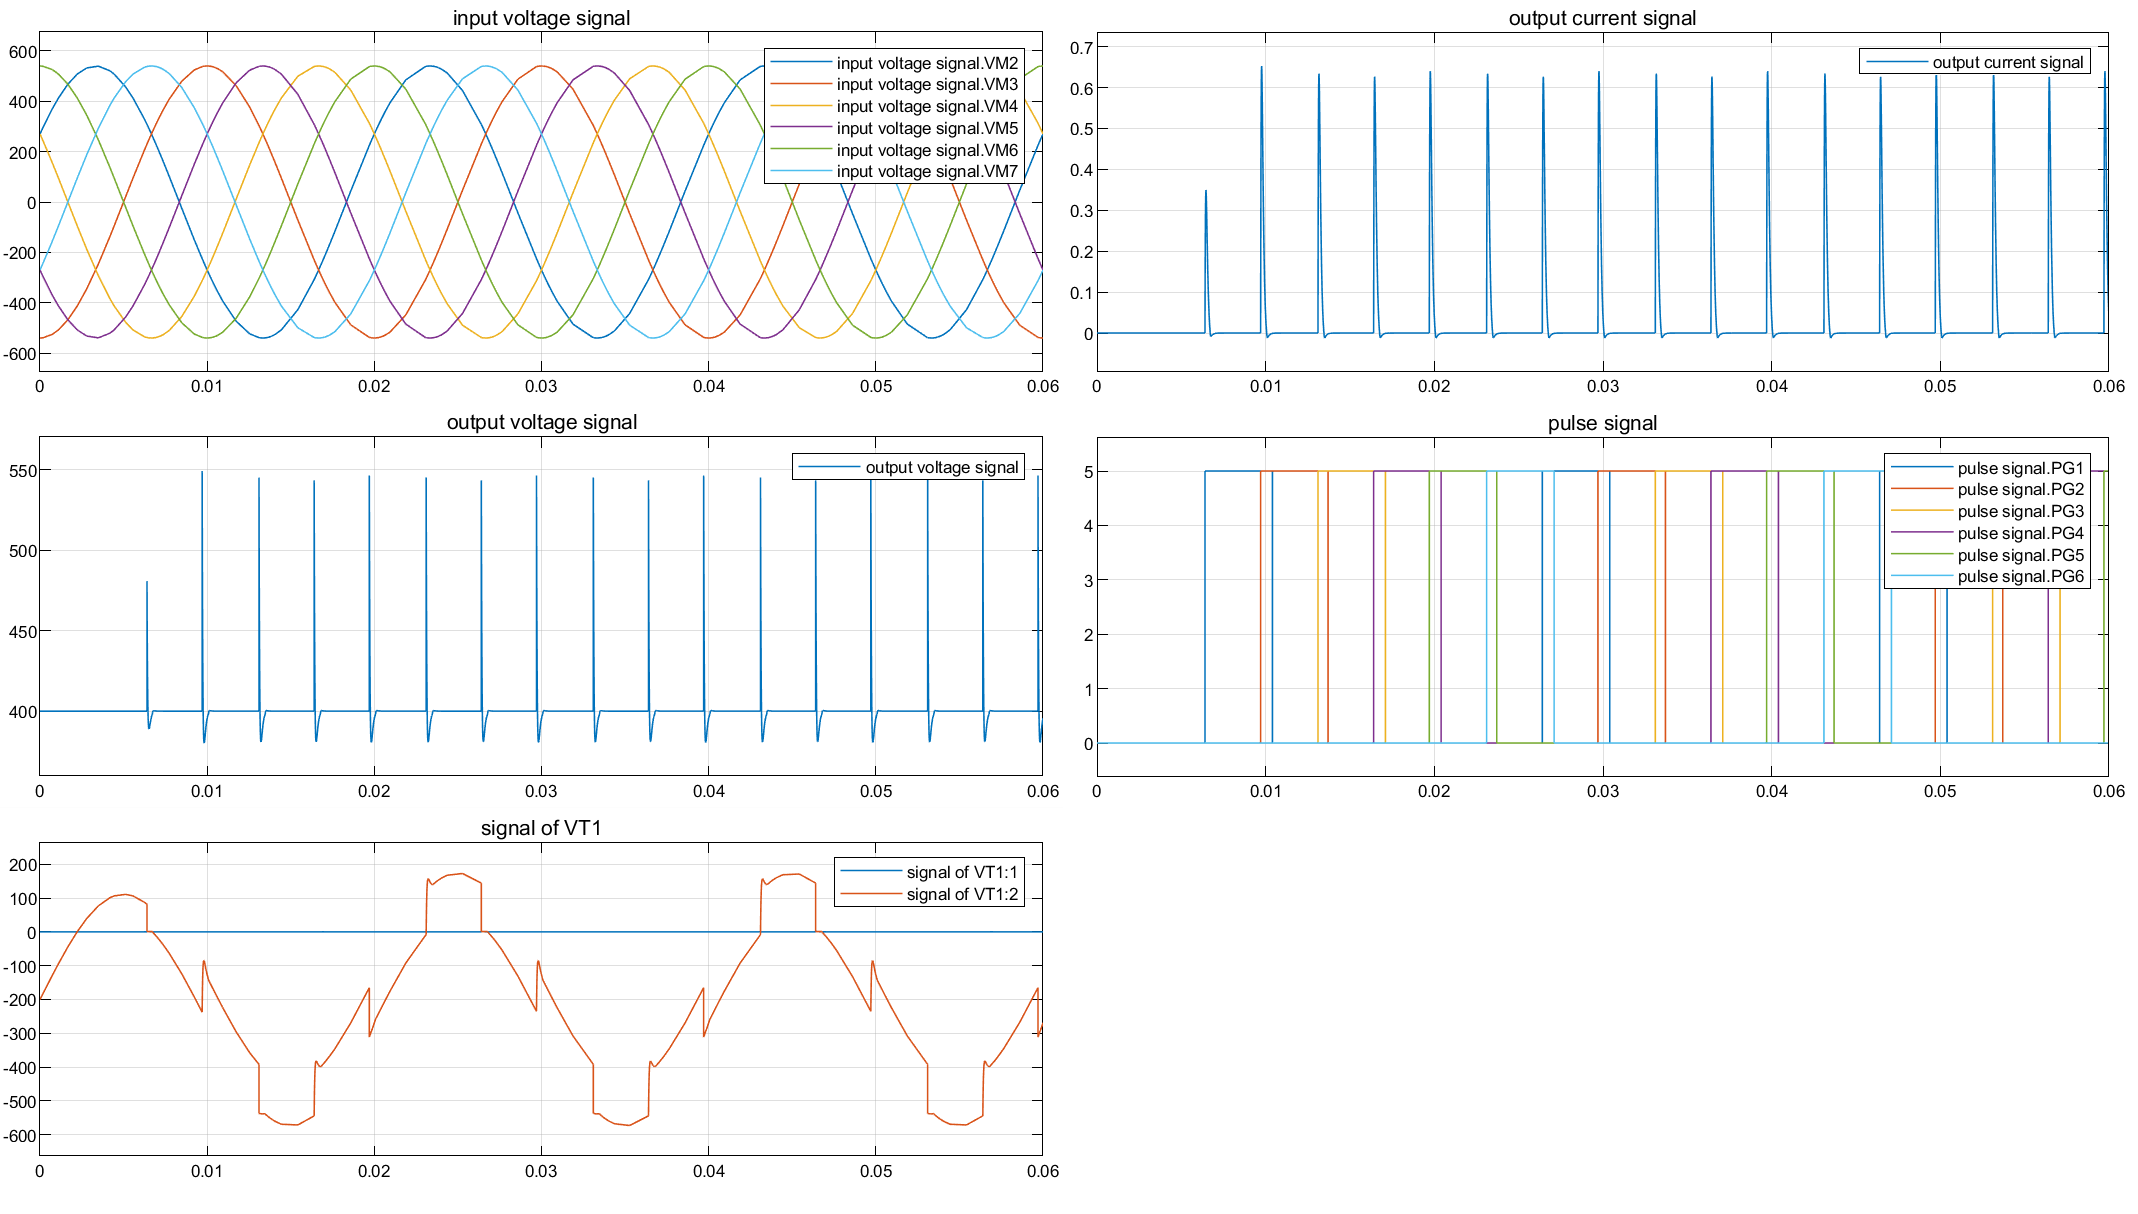 input voltage signal
600
400
200
0
-200
-400
-600
input voltage signal.VM2
input voltage signal.VM3
input voltage signal.VM4
input voltage signal.VM5
input voltage signal.VM6
input voltage signal.VM7
0 0.01 0.02 0.03 0.04 0.05 0.06
output current signal
0.7
0.6
0.5
0.4
0.3
0.2
0.1
0
output current signal
0 0.01 0.02 0.03 0.04 0.05 0.06
output voltage signal
550
500
450
400
output voltage signal
0 0.01 0.02 0.03 0.04 0.05 0.06
pulse signal
5
4
3
2
1
0
pulse signal.PG1
pulse signal.PG2
pulse signal.PG3
pulse signal.PG4
pulse signal.PG5
pulse signal.PG6
0 0.01 0.02 0.03 0.04 0.05 0.06
signal of VT1
200
100
0
-100
-200
-300
-400
-500
-600
signal of VT1:1
signal of VT1:2
0 0.01 0.02 0.03 0.04 0.05 0.06